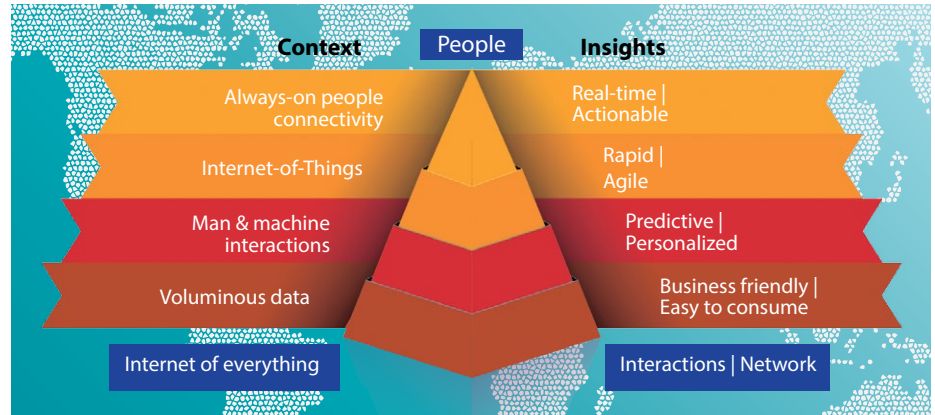 Context
People
Insights
Always-on people
connectivity
Real-time |
Actionable
Internet-of-Things
Rapid |
Agile
Man & machine
interactions
Predictive |
Personalized
Voluminous data
Business friendly |
Easy to consume
Internet of everything
Interactions | Network